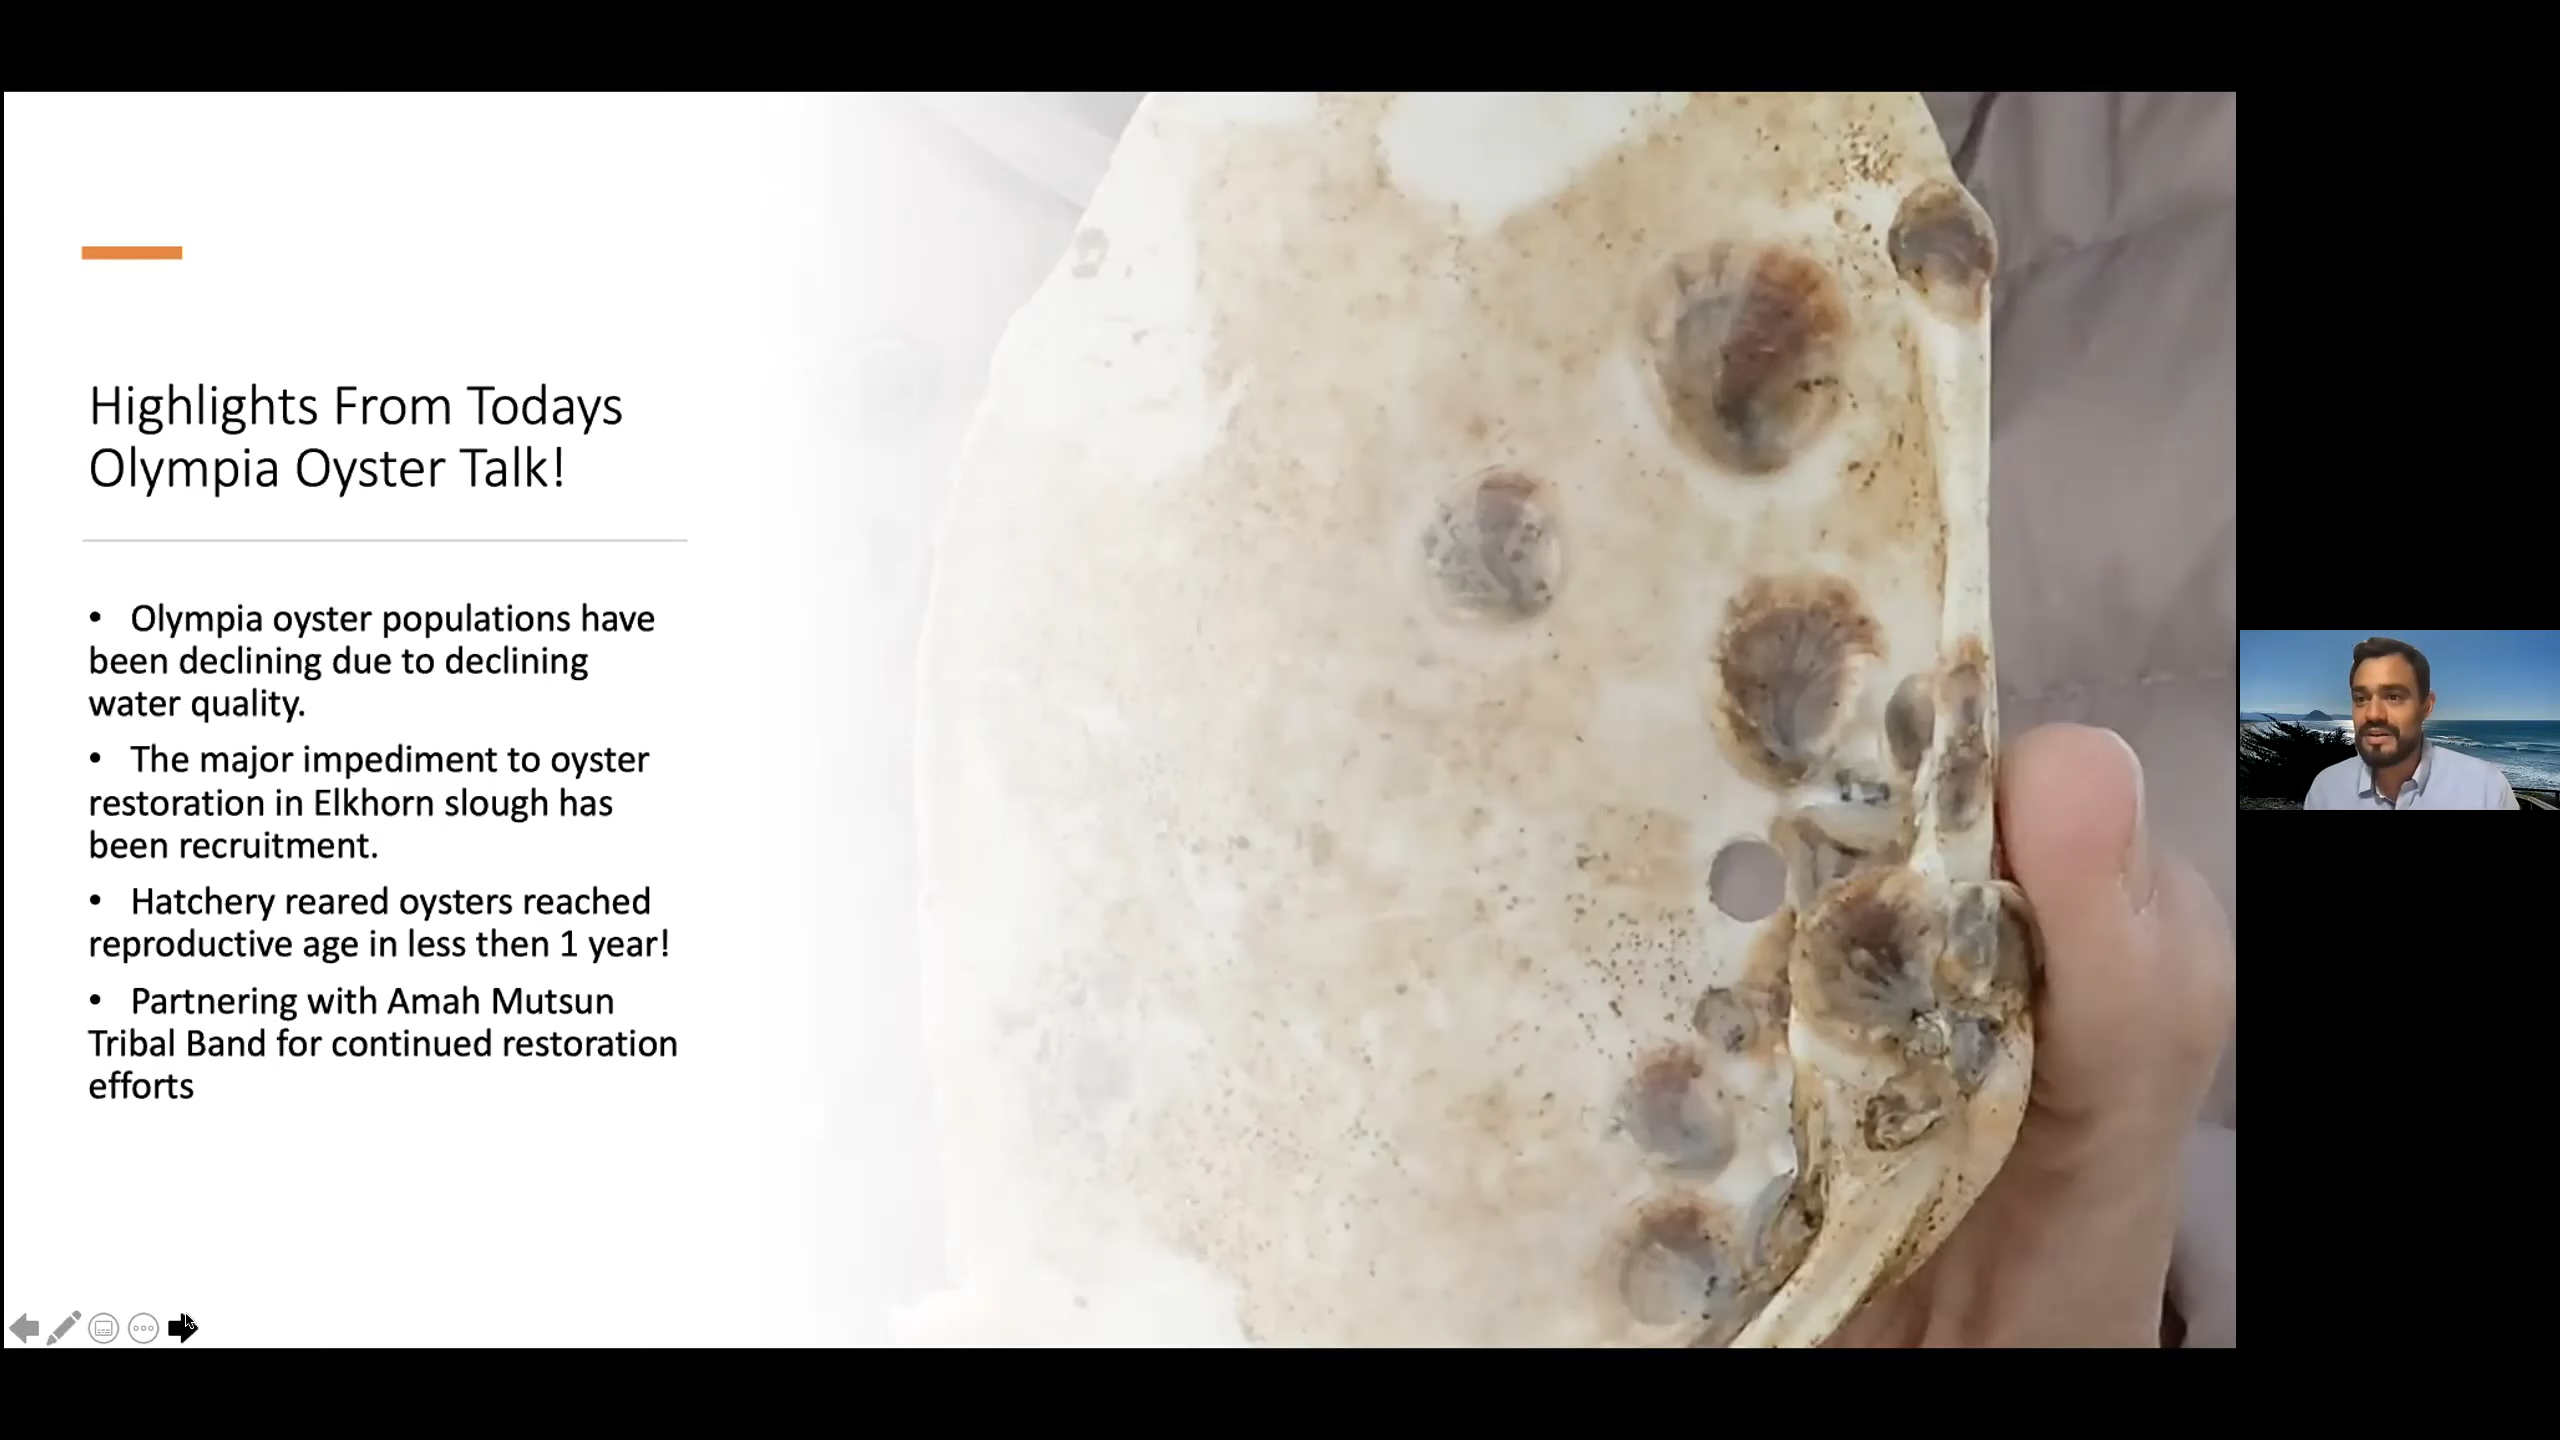 Highlights From Todays
Olympia Oyster Talk!
• Olympia oyster populations have
been declining due to declining
water quality.
• The major impediment to oyster
restoration in Elkhorn slough has
been recruitment.
• Hatchery reared oysters reached
reproductive age in less then 1 year!
• Partnering with Amah Mutsun
Tribal Band for continued restoration
efforts